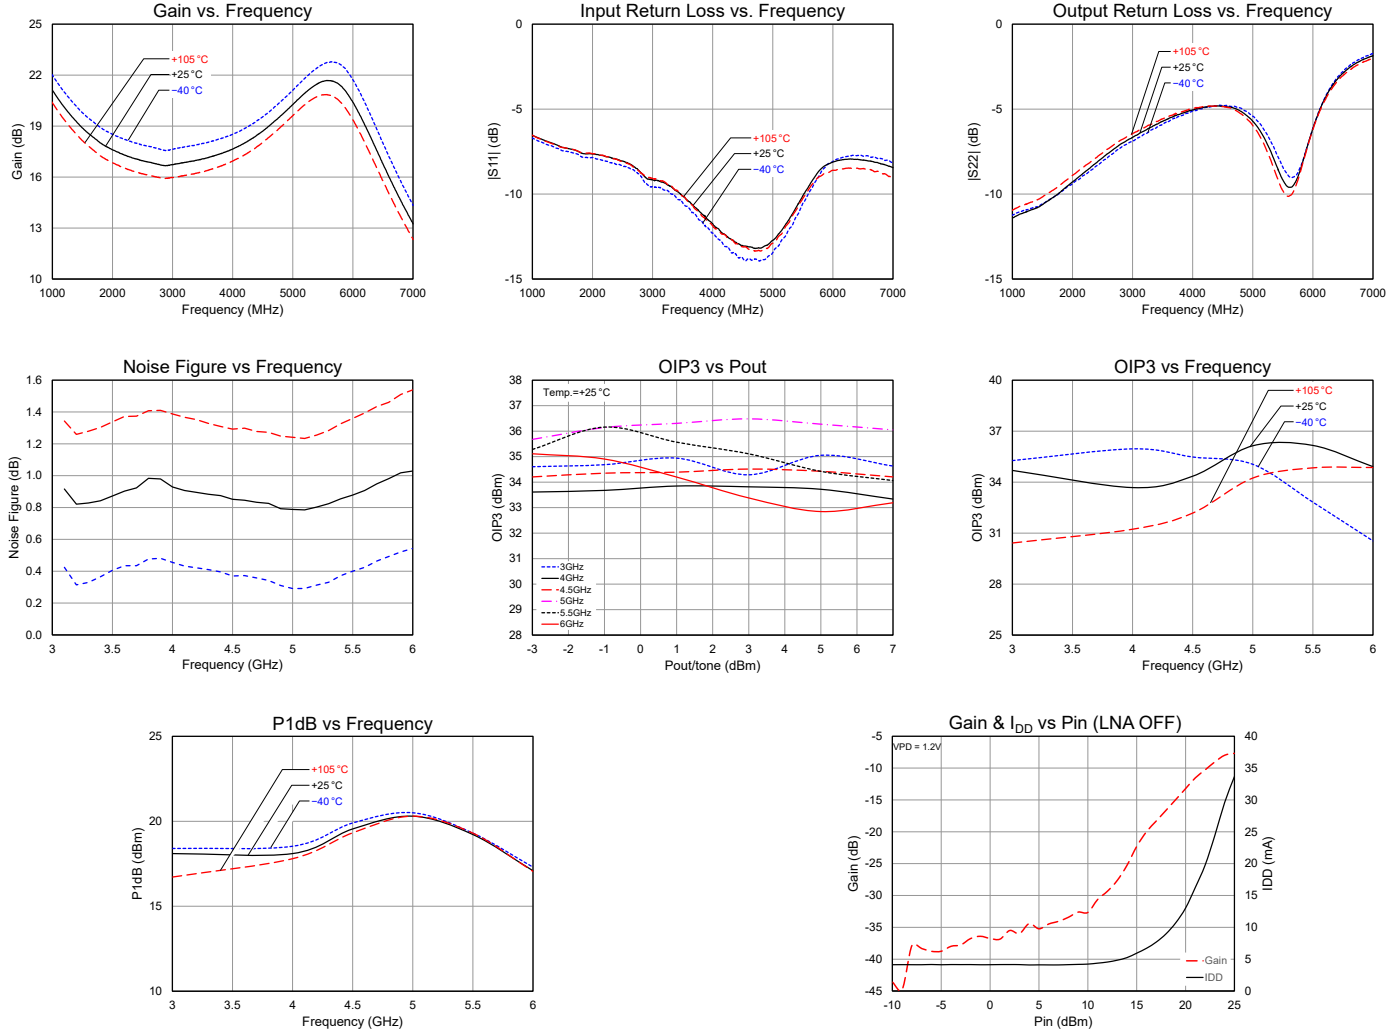 Gain vs. Frequency
25
22
19
16
13
10
Gain (dB)
+105 °C
+25 °C
−40 °C
1000 2000 3000 4000 5000 6000 7000
Frequency (MHz)
Input Return Loss vs. Frequency
0
-5
-10
-15
|S11| (dB)
+105 °C
+25 °C
−40 °C
1000 2000 3000 4000 5000 6000 7000
Frequency (MHz)
Output Return Loss vs. Frequency
0
-5
-10
-15
|S22| (dB)
+105 °C
+25 °C
−40 °C
1000 2000 3000 4000 5000 6000 7000
Frequency (MHz)
Noise Figure vs Frequency
1.6
1.4
1.2
1.0
0.8
0.6
0.4
0.2
0.0
Noise Figure (dB)
3 3.5 4 4.5 5 5.5 6
Frequency (GHz)
OIP3 vs Pout
Temp.=+25 °C
38
37
36
35
34
33
32
31
30
29
28
OIP3 (dBm)
3GHz
4GHz
4.5GHz
5GHz
5.5GHz
6GHz
-3 -2 -1 0 1 2 3 4 5 6 7
Pout/tone (dBm)
OIP3 vs Frequency
40
37
34
31
28
25
OIP3 (dBm)
+105 °C
+25 °C
−40 °C
3 3.5 4 4.5 5 5.5 6
Frequency (GHz)
P1dB vs Frequency
25
20
15
10
P1dB (dBm)
+105 °C
+25 °C
−40 °C
3 3.5 4 4.5 5 5.5 6
Frequency (GHz)
Gain & IDD vs Pin (LNA OFF)
VPD = 1.2V
-5
-10
-15
-20
-25
-30
-35
-40
-45
Gain (dB)
40
35
30
25
20
15
10
5
0
IDD (mA)
Gain
IDD
-10 -5 0 5 10 15 20 25
Pin (dBm)